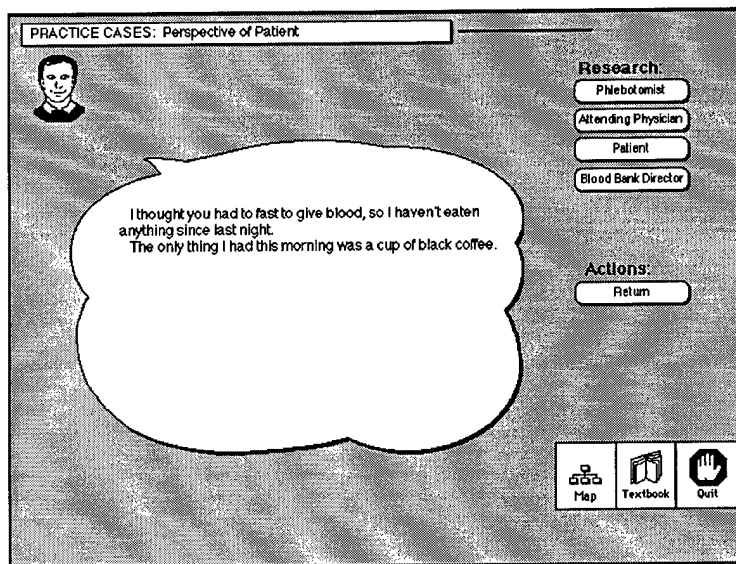 PRACTICE CASES: Perspective of Patient
Research:
Phlebotomist
Attending Physician
Patient
Blood Bank Director
I thought you had to fast to give blood, so I haven't eaten
anything since last night.
The only thing I had this morning was a cup of black coffee.
Actions:
Return
Map
Textbook
Quit